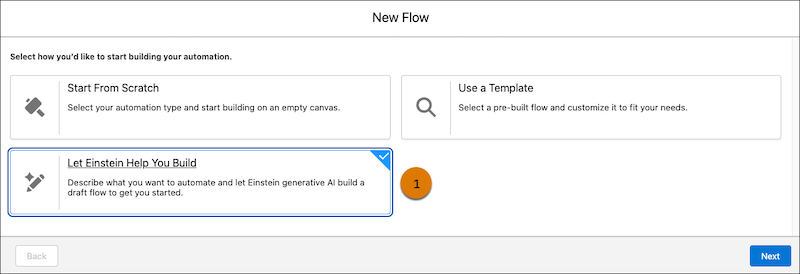 New Flow
Select how you'd like to start building your automation.
Start From Scratch
Select your automation type and start building on an empty canvas.
Use a Template
Select a pre-built flow and customize it to fit your needs.
Let Einstein Help You Build
Describe what you want to automate and let Einstein generative AI build a
draft flow to get you started.
1
Back
Next